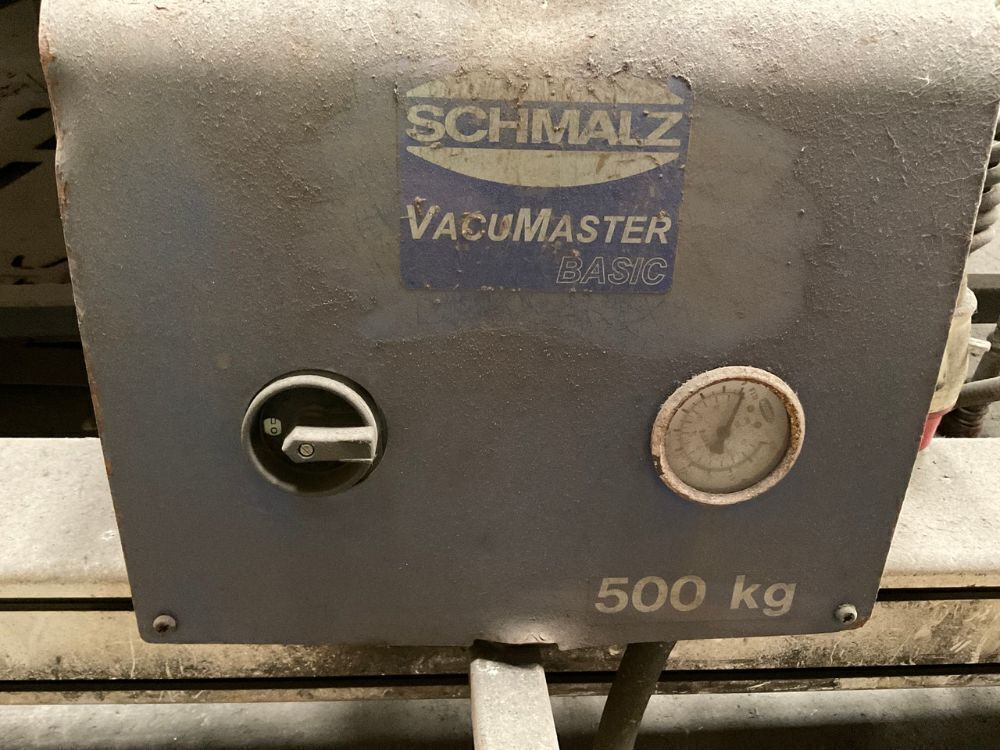 SCHMALZ
VACUMASTER
BASIC
500 kg